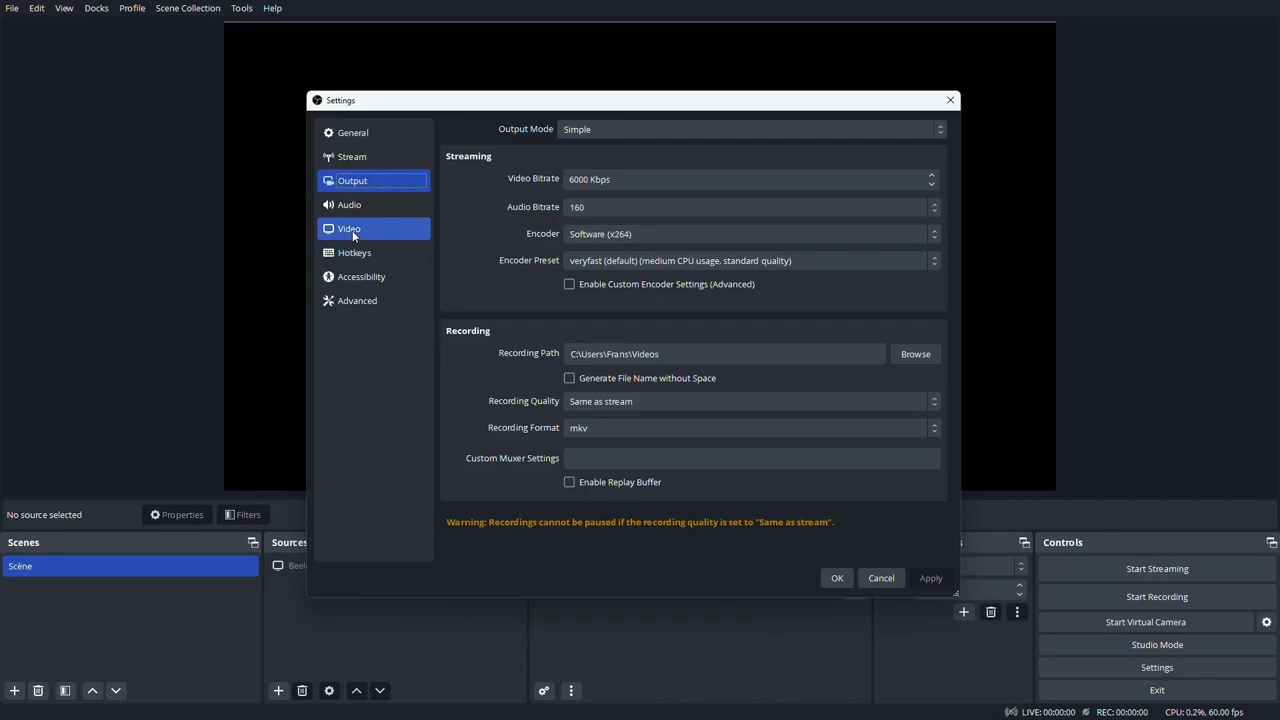 File Edit View Docks Profile Scene Collection Tools Help
Settings
General
Stream
Output
Audio
Video
Hotkeys
Accessibility
Advanced
Output Mode Simple
Streaming
Video Bitrate 6000 Kbps
Audio Bitrate 160
Encoder Software (x264)
Encoder Preset veryfast (default) (medium CPU usage, standard quality)
Enable Custom Encoder Settings (Advanced)
Recording
Recording Path C:\Users\Frans\Videos Browse
Generate File Name without Space
Recording Quality Same as stream
Recording Format mkv
Custom Muxer Settings
Enable Replay Buffer
Warning: Recordings cannot be paused if the recording quality is set to "Same as stream".
OK Cancel Apply
No source selected Properties Filters
Scenes
Scène
Sources
Controls
Start Streaming
Start Recording
Start Virtual Camera
Studio Mode
Settings
Exit
LIVE: 00:00:00 REC: 00:00:00 CPU: 0.2%, 60.00 fps